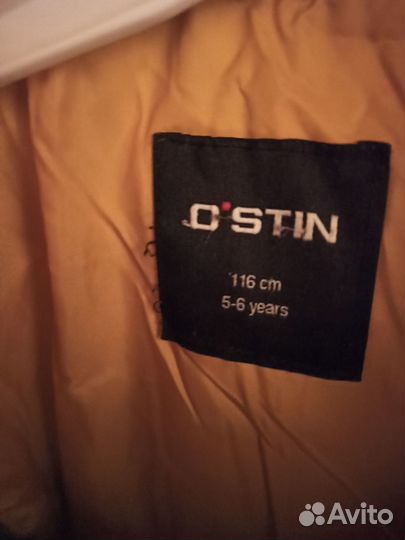 O'STIN
116 cm
5-6 years
Avito